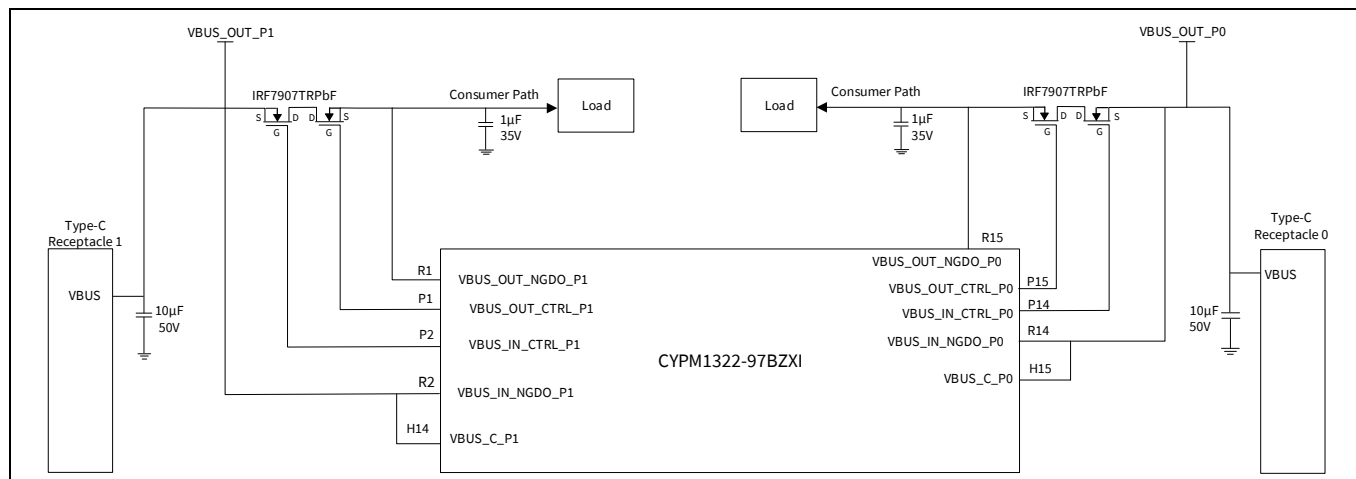 VBUS_OUT_P1
VBUS_OUT_P0
IRF7907TRPbF
Consumer Path
Load
Load
Consumer Path
IRF7907TRPbF
S
G
D
D
G
S
1µF
35V
1µF
35V
S
G
D
D
G
S
Type-C
Receptacle 1
VBUS
10µF
50V
R1
P1
P2
R2
H14
VBUS_OUT_NGDO_P1
VBUS_OUT_CTRL_P1
VBUS_IN_CTRL_P1
VBUS_IN_NGDO_P1
VBUS_C_P1
CYPM1322-97BZXI
R15
VBUS_OUT_NGDO_P0
VBUS_OUT_CTRL_P0
VBUS_IN_CTRL_P0
VBUS_IN_NGDO_P0
VBUS_C_P0
P15
P14
R14
H15
Type-C
Receptacle 0
VBUS
10µF
50V